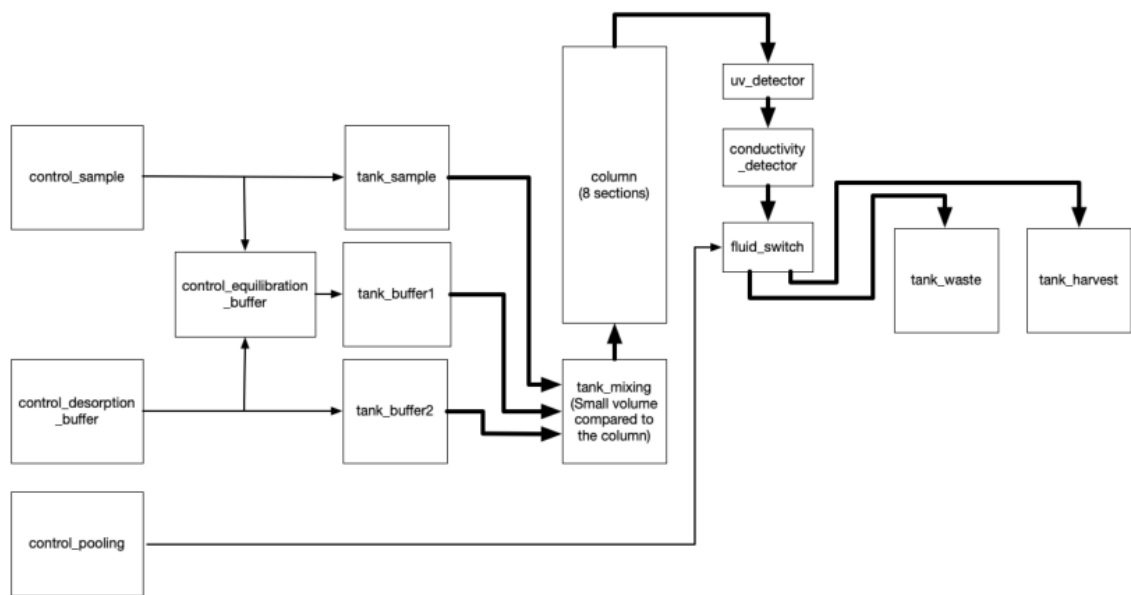 uv_detector
conductivity
_detector
control_sample
tank_sample
column
(8 sections)
fluid_switch
control_equilibration
_buffer
tank_buffer1
tank_waste
tank_harvest
control_desorption
_buffer
tank_buffer2
tank_mixing
(Small volume
compared to
the column)
control_pooling